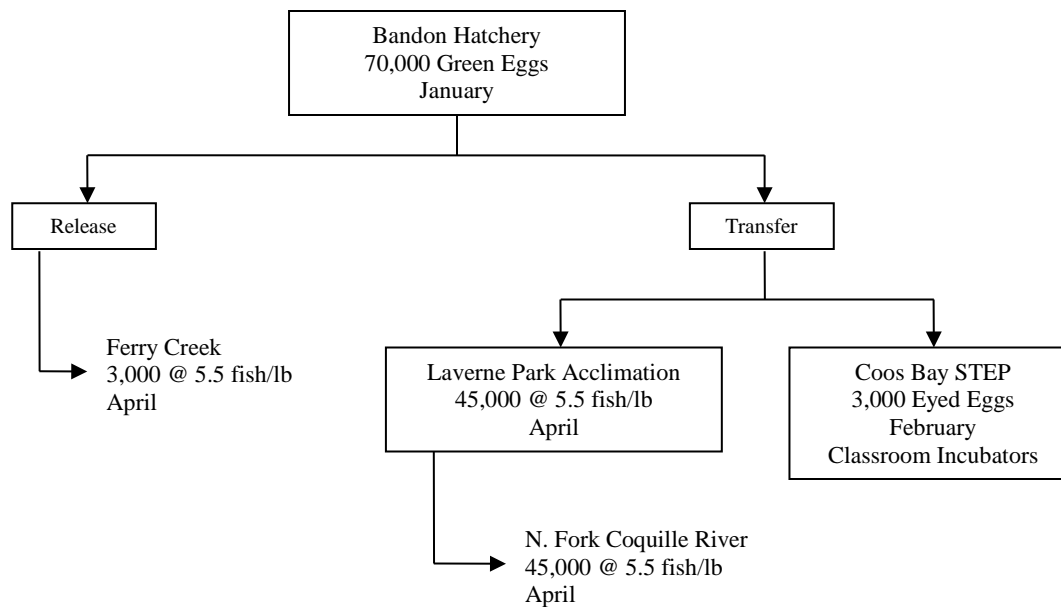 Bandon Hatchery
70,000 Green Eggs
January
Release
Transfer
Ferry Creek
3,000 @ 5.5 fish/lb
April
Laverne Park Acclimation
45,000 @ 5.5 fish/lb
April
Coos Bay STEP
3,000 Eyed Eggs
February
Classroom Incubators
N. Fork Coquille River
45,000 @ 5.5 fish/lb
April